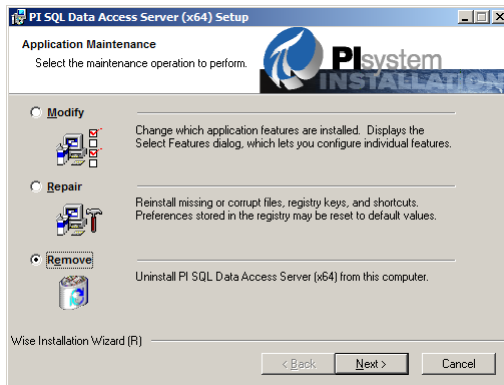 PI SQL Data Access Server (x64) Setup
Application Maintenance
Select the maintenance operation to perform.
PIsystem
INSTALLATION
Modify
Change which application features are installed. Displays the
Select Features dialog, which lets you configure individual features.
Repair
Reinstall missing or corrupt files, registry keys, and shortcuts.
Preferences stored in the registry may be reset to default values.
Remove
Uninstall PI SQL Data Access Server (x64) from this computer.
Wise Installation Wizard (R)
< Back
Next >
Cancel